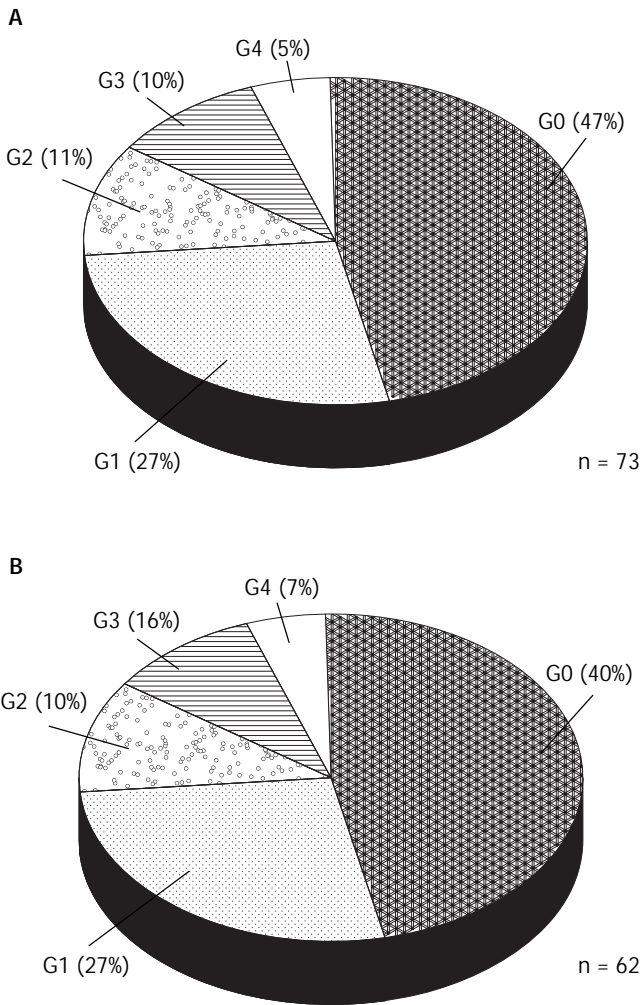 A
G4 (5%)
G3 (10%)
G0 (47%)
G2 (11%)
G1 (27%)
n = 73
B
G4 (7%)
G3 (16%)
G0 (40%)
G2 (10%)
G1 (27%)
n = 62